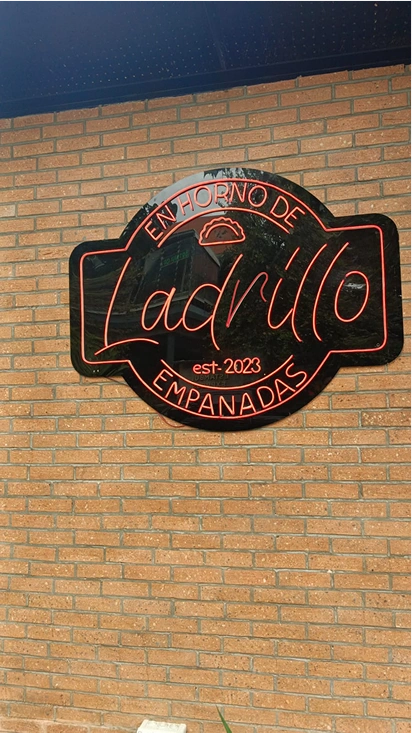 EN HORNO DE
Ladrillo
est-2023
EMPANADAS